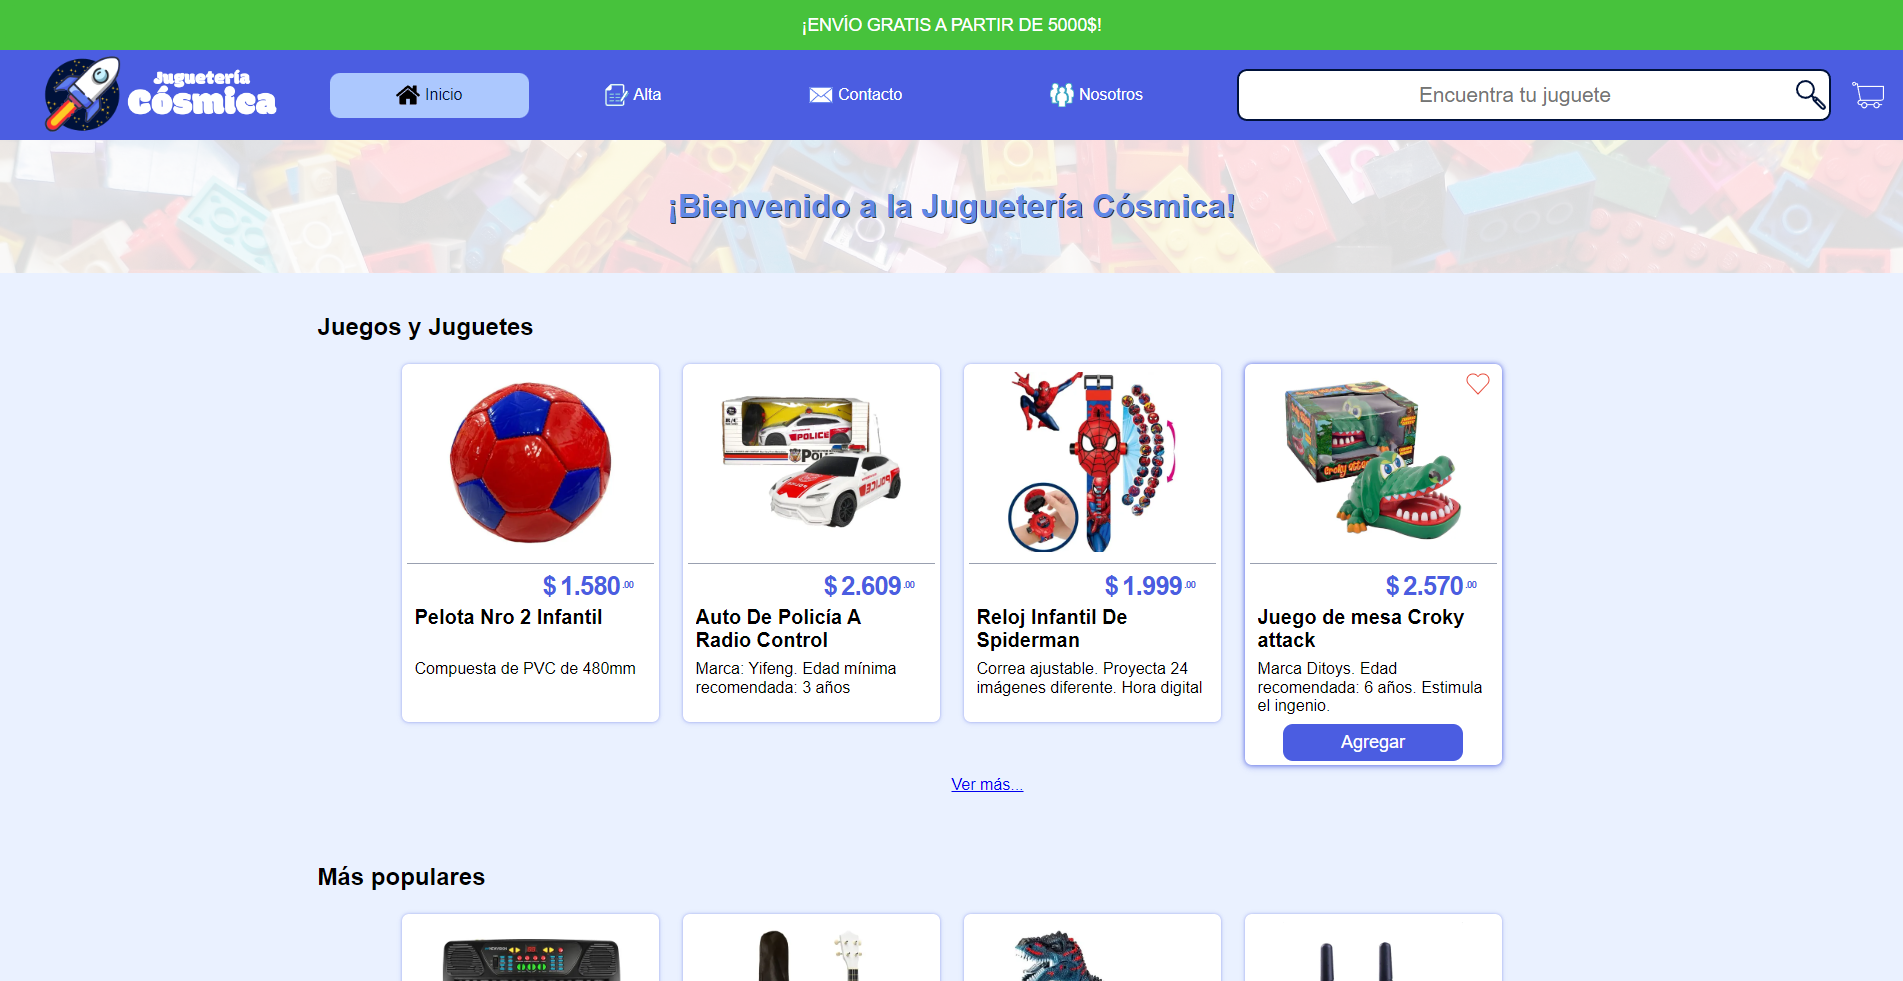 ¡ENVÍO GRATIS A PARTIR DE 5000$!
Juguetería
Cósmica
Inicio
Alta
Contacto
Nosotros
Encuentra tu juguete
¡Bienvenido a la Juguetería Cósmica!
Juegos y Juguetes
POLICE
POLICE
Croky
$ 1.580.00
$ 2.609.00
$ 1.999.00
$ 2.570.00
Pelota Nro 2 Infantil
Auto De Policía A
Radio Control
Reloj Infantil De
Spiderman
Juego de mesa Croky
attack
Compuesta de PVC de 480mm
Marca: Yifeng. Edad mínima
recomendada: 3 años
Correa ajustable. Proyecta 24
imágenes diferente. Hora digital
Marca Ditoys. Edad
recomendada: 6 años. Estimula
el ingenio.
Agregar
Ver más...
Más populares